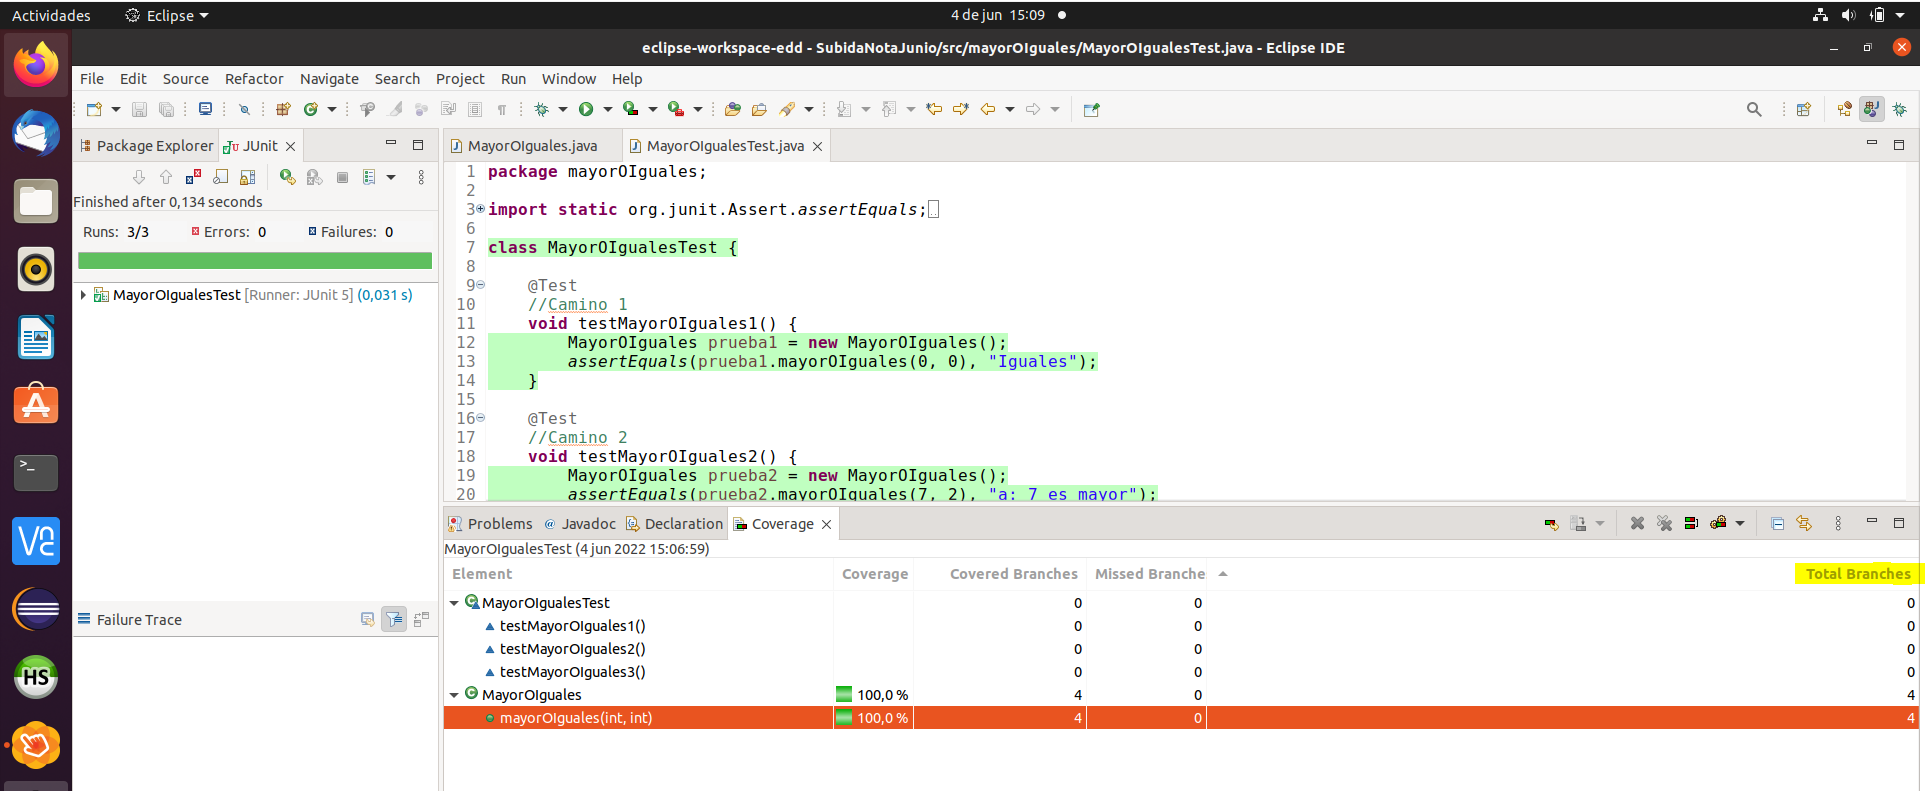 Actividades Eclipse 4 de jun 15:09
eclipse-workspace-edd - SubidaNotaJunio/src/mayorOIguales/MayorOIgualesTest.java - Eclipse IDE
File Edit Source Refactor Navigate Search Project Run Window Help
Package Explorer JUnit
Finished after 0,134 seconds
Runs: 3/3 Errors: 0 Failures: 0
MayorOIgualesTest [Runner: JUnit 5] (0,031 s)
Failure Trace
MayorOIguales.java MayorOIgualesTest.java
1 package mayorOIguales;
2
3 import static org.junit.Assert.assertEquals;
6
7 class MayorOIgualesTest {
8
9 @Test
10 //Camino 1
11 void testMayorOIguales1() {
12 MayorOIguales prueba1 = new MayorOIguales();
13 assertEquals(prueba1.mayorOIguales(0, 0), "Iguales");
14 }
15
16 @Test
17 //Camino 2
18 void testMayorOIguales2() {
19 MayorOIguales prueba2 = new MayorOIguales();
20 assertEquals(prueba2.mayorOIguales(7, 2), "a: 7 es mayor");
Problems Javadoc Declaration Coverage
MayorOIgualesTest (4 jun 2022 15:06:59)
Element Coverage Covered Branches Missed Branche Total Branches
MayorOIgualesTest 0 0 0
testMayorOIguales1() 0 0 0
testMayorOIguales2() 0 0 0
testMayorOIguales3() 0 0 0
MayorOIguales 100,0 % 4 0 4
mayorOIguales(int, int) 100,0 % 4 0 4
>_
VNC
HS